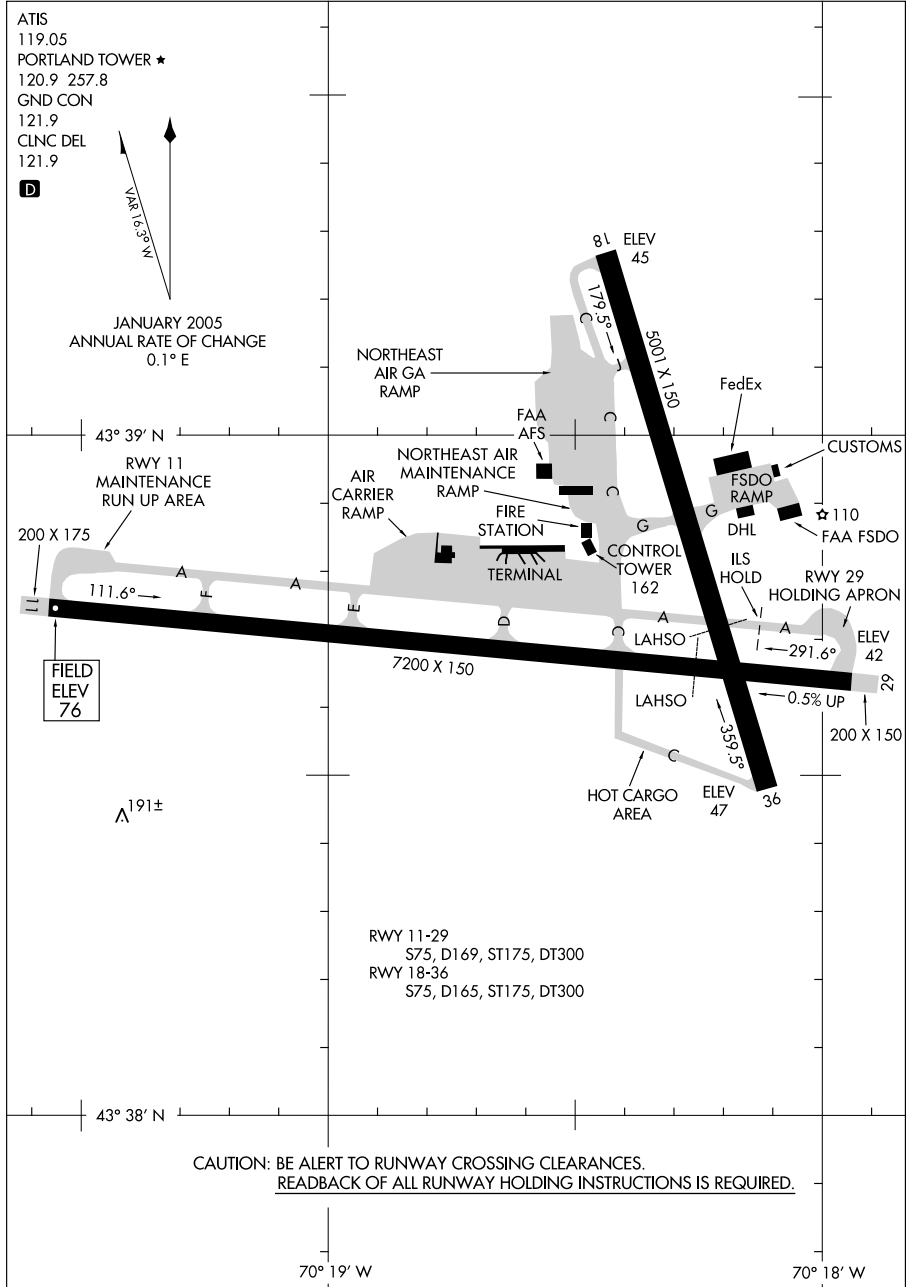 ATIS
119.05
PORTLAND TOWER ★
120.9 257.8
GND CON
121.9
CLNC DEL
121.9
D
VAR 16.3° W
JANUARY 2005
ANNUAL RATE OF CHANGE
0.1° E
18
ELEV
45
179.5°
C
J
5001 X 150
NORTHEAST
AIR GA
RAMP
C
FedEx
43° 39' N
FAA
AFS
CUSTOMS
RWY 11
MAINTENANCE
RUN UP AREA
AIR
CARRIER
RAMP
NORTHEAST AIR
MAINTENANCE
RAMP
C
FSDO
RAMP
110
FIRE
STATION
G
G
DHL
FAA FSDO
200 X 175
TERMINAL
CONTROL
TOWER
162
ILS
HOLD
RWY 29
HOLDING APRON
A
A
111.6°
11
F
E
D
C
A
A
LAHSO
291.6°
ELEV
42
FIELD
ELEV
76
7200 X 150
LAHSO
0.5% UP
29
200 X 150
359.5°
C
HOT CARGO
AREA
ELEV
47
36
191±
RWY 11-29
S75, D169, ST175, DT300
RWY 18-36
S75, D165, ST175, DT300
43° 38' N
CAUTION: BE ALERT TO RUNWAY CROSSING CLEARANCES.
READBACK OF ALL RUNWAY HOLDING INSTRUCTIONS IS REQUIRED.
70° 19' W
70° 18' W